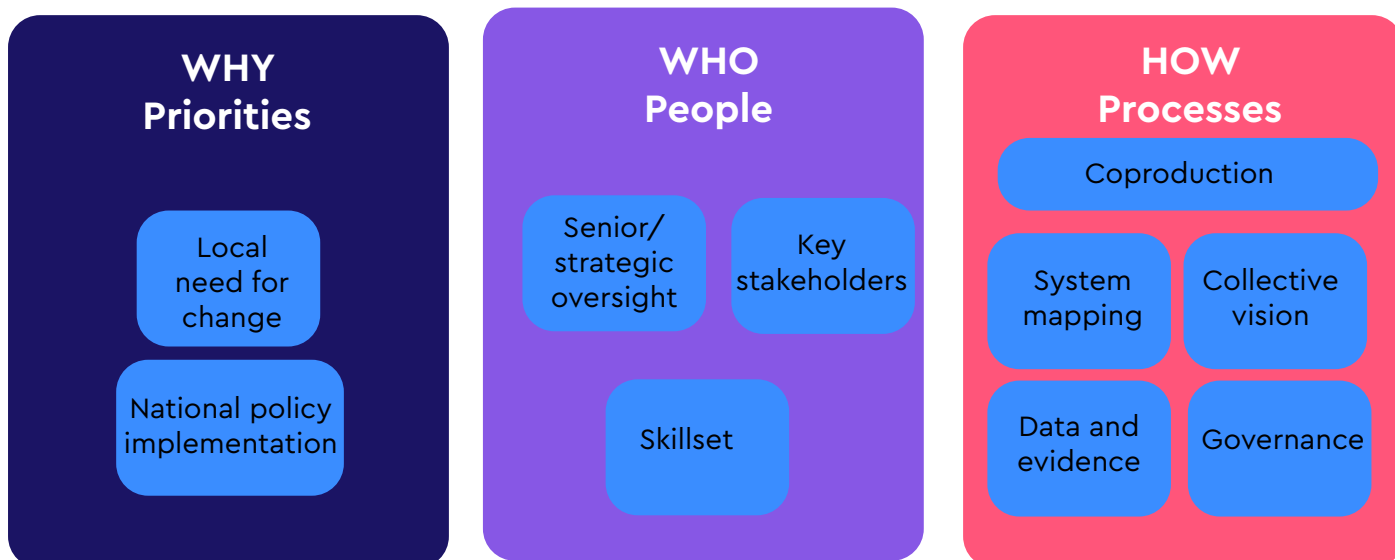 WHY
Priorities
Local
need for
change
National policy
implementation
WHO
People
Senior/
strategic
oversight
Key
stakeholders
Skillset
HOW
Processes
Coproduction
System
mapping
Collective
vision
Data and
evidence
Governance